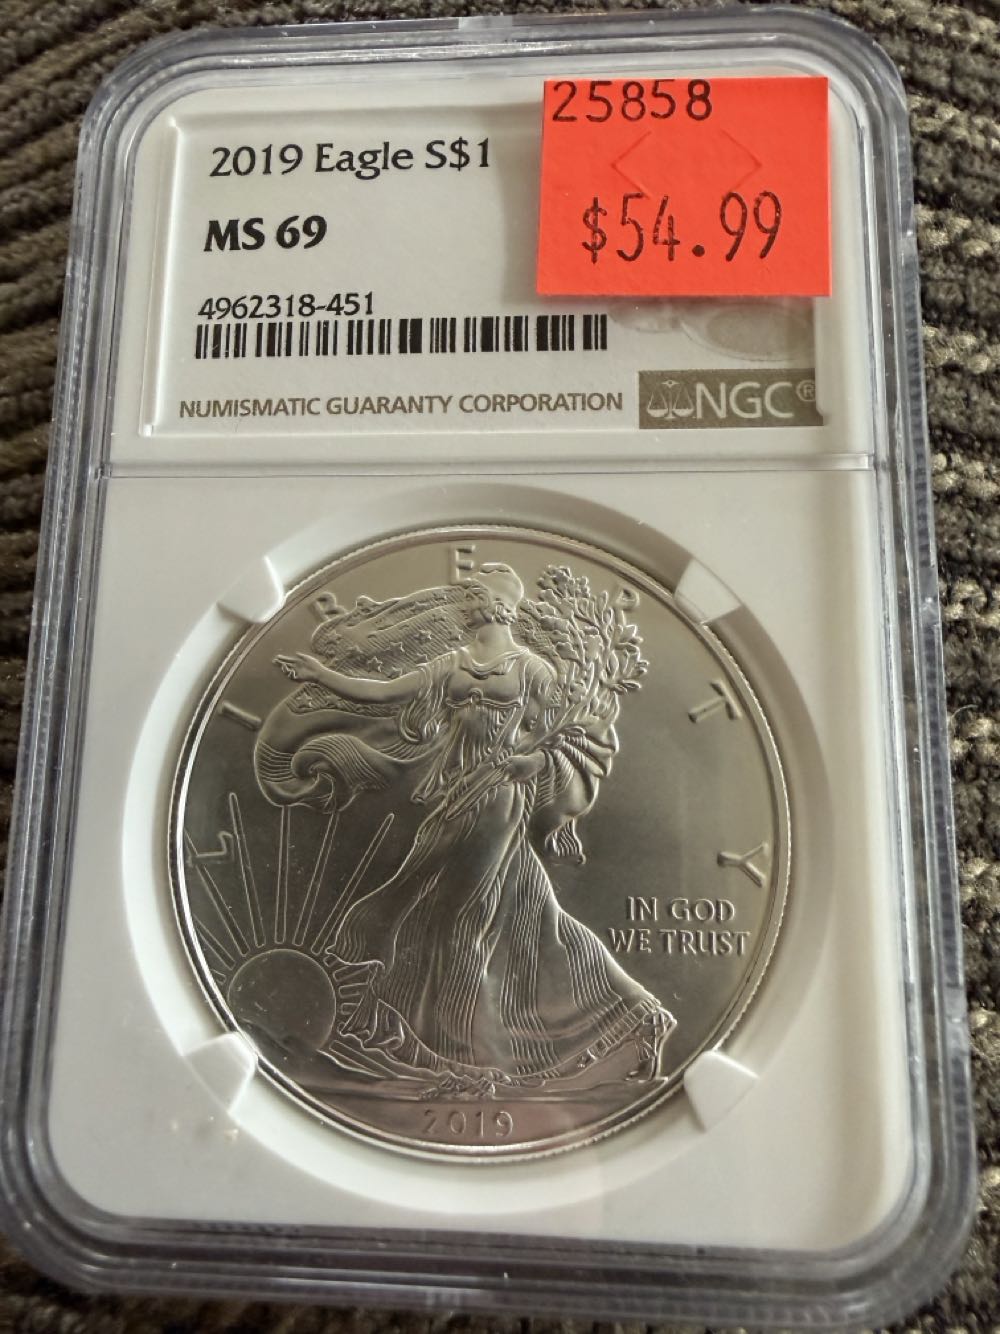 25858
$54.99
2019 Eagle S$1
MS 69
4962318-451
NUMISMATIC GUARANTY CORPORATION
NGC®
LIBERTY
IN GOD
WE TRUST
2019